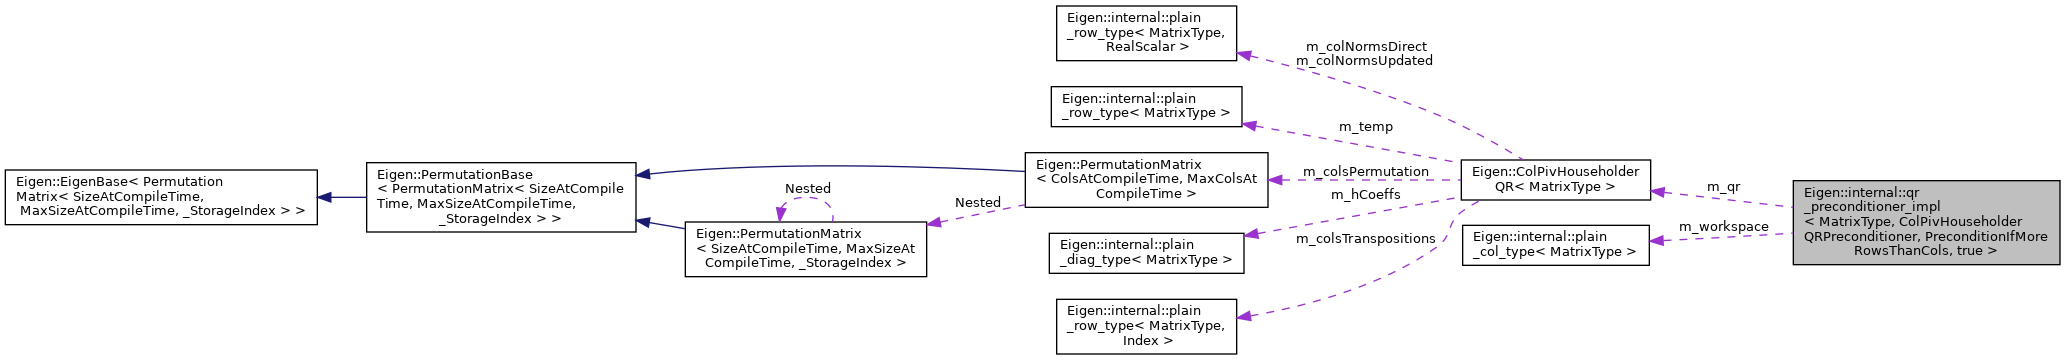 Eigen::EigenBase< Permutation
Matrix< SizeAtCompileTime,
MaxSizeAtCompileTime, _StorageIndex > >
Eigen::PermutationBase
< PermutationMatrix< SizeAtCompile
Time, MaxSizeAtCompileTime,
_StorageIndex > >
Nested
Eigen::PermutationMatrix
< SizeAtCompileTime, MaxSizeAt
CompileTime, _StorageIndex >
Nested
Eigen::PermutationMatrix
< ColsAtCompileTime, MaxColsAt
CompileTime >
Eigen::internal::plain
_row_type< MatrixType,
RealScalar >
Eigen::internal::plain
_row_type< MatrixType >
Eigen::internal::plain
_diag_type< MatrixType >
Eigen::internal::plain
_row_type< MatrixType,
Index >
m_colNormsDirect
m_colNormsUpdated
m_temp
m_colsPermutation
m_hCoeffs
m_colsTranspositions
Eigen::ColPivHouseholder
QR< MatrixType >
Eigen::internal::plain
_col_type< MatrixType >
m_qr
m_workspace
Eigen::internal::qr
_preconditioner_impl
< MatrixType, ColPivHouseholder
QRPreconditioner, PreconditionIfMore
RowsThanCols, true >